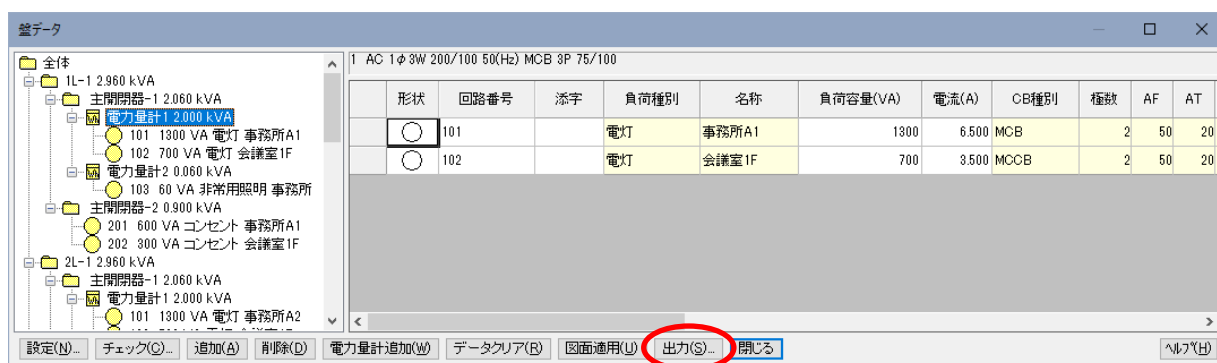 盤データ
全体
1L-1 2.960 kVA
主開閉器-1 2.060 kVA
電力量計1 2.000 kVA
101 1300 VA 電灯 事務所A1
102 700 VA 電灯 会議室1F
電力量計2 0.060 kVA
103 60 VA 非常用照明 事務所
主開閉器-2 0.900 kVA
201 600 VA コンセント 事務所A1
202 300 VA コンセント 会議室1F
2L-1 2.960 kVA
主開閉器-1 2.060 kVA
電力量計1 2.000 kVA
101 1300 VA 電灯 事務所A2
1 AC 1φ3W 200/100 50(Hz) MCB 3P 75/100
形状 回路番号 添字 負荷種別 名称 負荷容量(VA) 電流(A) CB種別 極数 AF AT
101 電灯 事務所A1 1300 6.500 MCB 2 50 20
102 電灯 会議室1F 700 3.500 MCCB 2 50 20
設定(N)... チェック(C)... 追加(A) 削除(D) 電力量計追加(W) データクリア(R) 図面適用(U) 出力(S)... 閉じる ヘルプ(H)